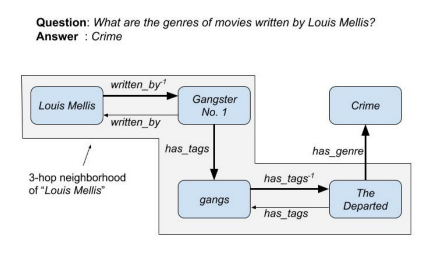 Question: What are the genres of movies written by Louis Mellis?
Answer : Crime
written_by⁻¹
Louis Mellis
Gangster
No. 1
Crime
written_by
has_tags
has_genre
3-hop neighborhood
of "Louis Mellis"
has_tags⁻¹
gangs
The
Departed
has_tags